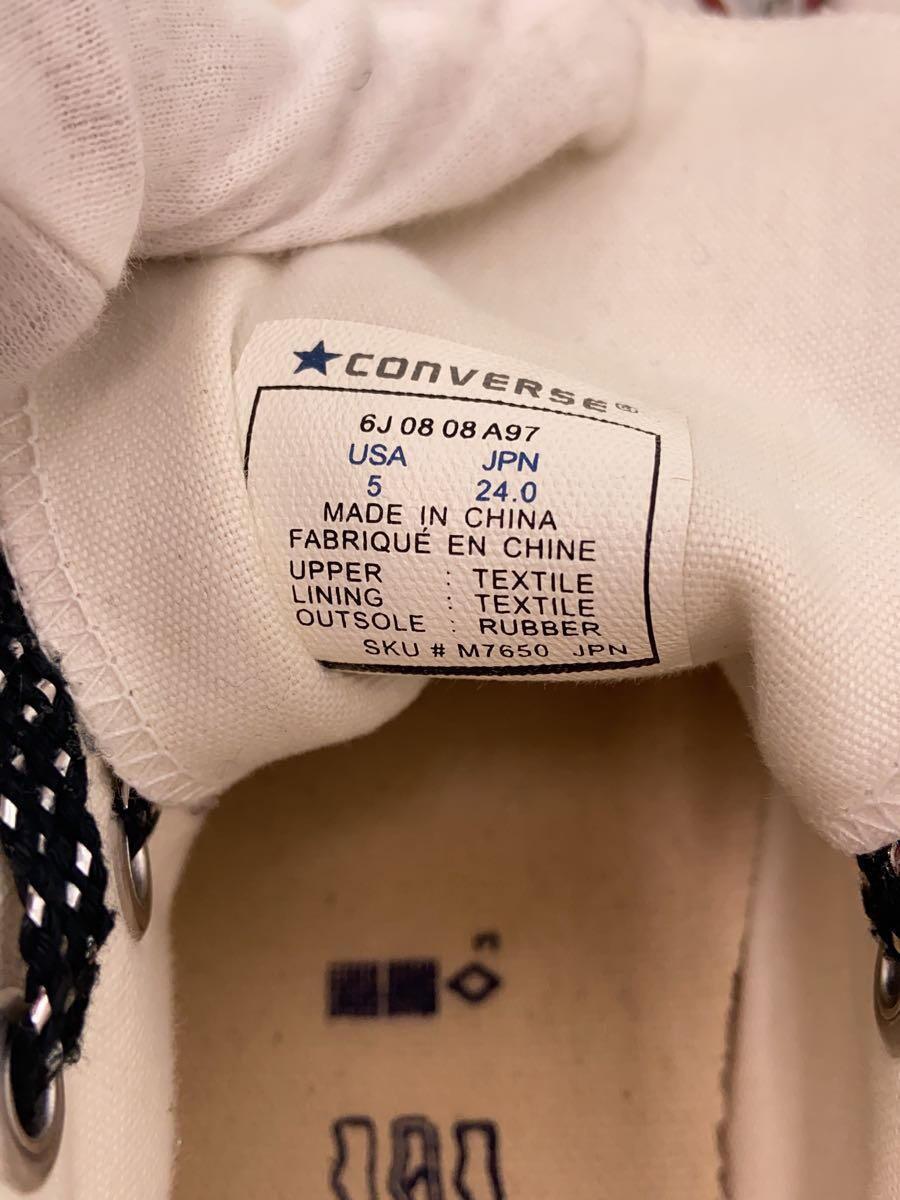 ★CONVERSE®
6J 08 08 A97
USA JPN
5 24.0
MADE IN CHINA
FABRIQUÉ EN CHINE
UPPER : TEXTILE
LINING : TEXTILE
OUTSOLE : RUBBER
SKU # M7650 JPN